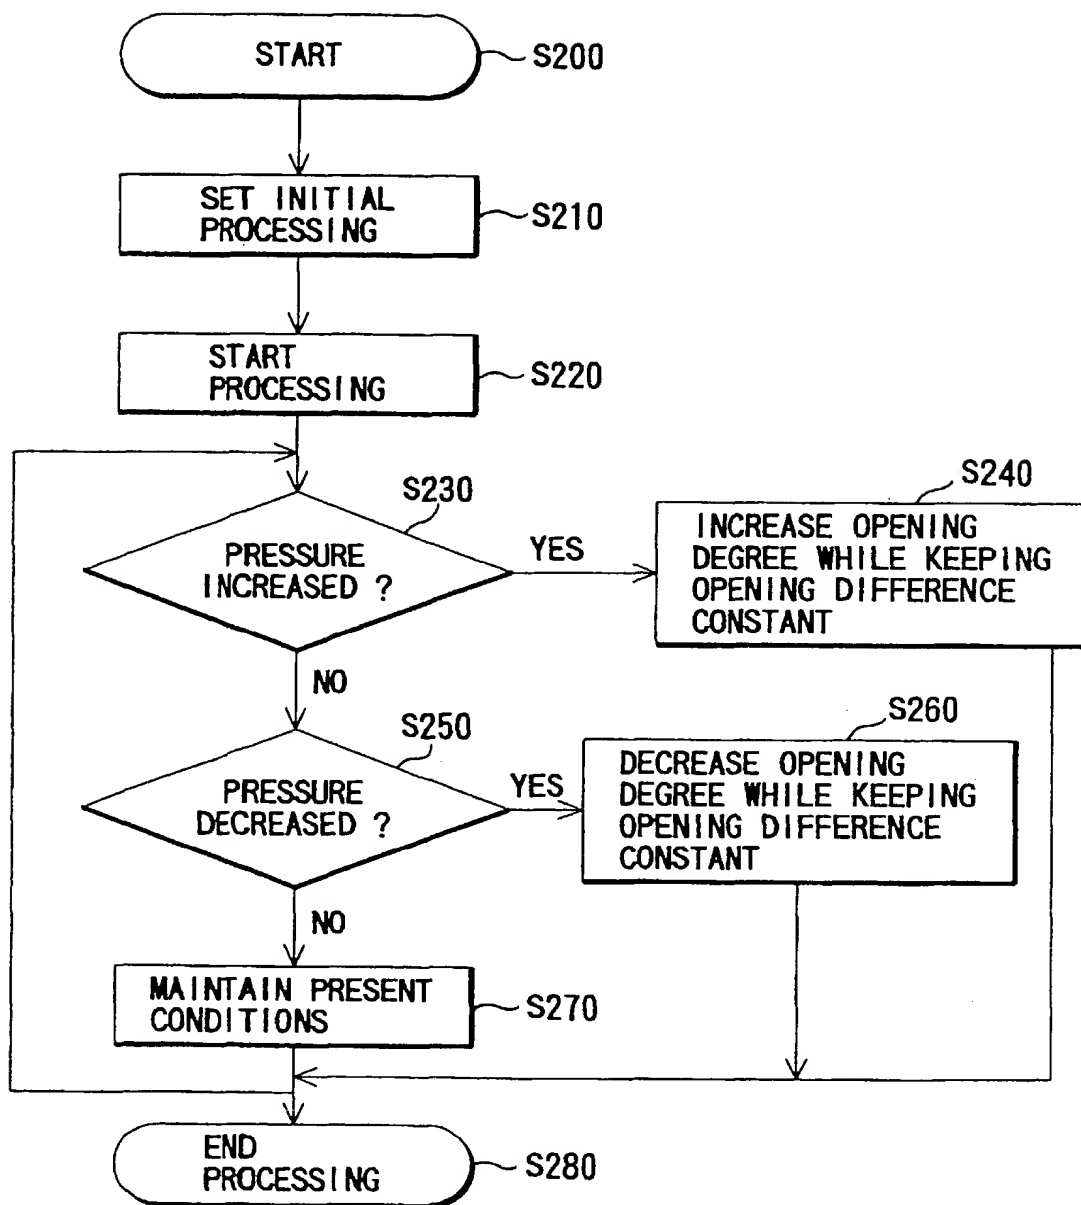 START
S200
SET INITIAL
PROCESSING
S210
START
PROCESSING
S220
S230
PRESSURE
INCREASED ?
YES
S240
INCREASE OPENING
DEGREE WHILE KEEPING
OPENING DIFFERENCE
CONSTANT
NO
S250
PRESSURE
DECREASED ?
YES
S260
DECREASE OPENING
DEGREE WHILE KEEPING
OPENING DIFFERENCE
CONSTANT
NO
MAINTAIN PRESENT
CONDITIONS
S270
END
PROCESSING
S280